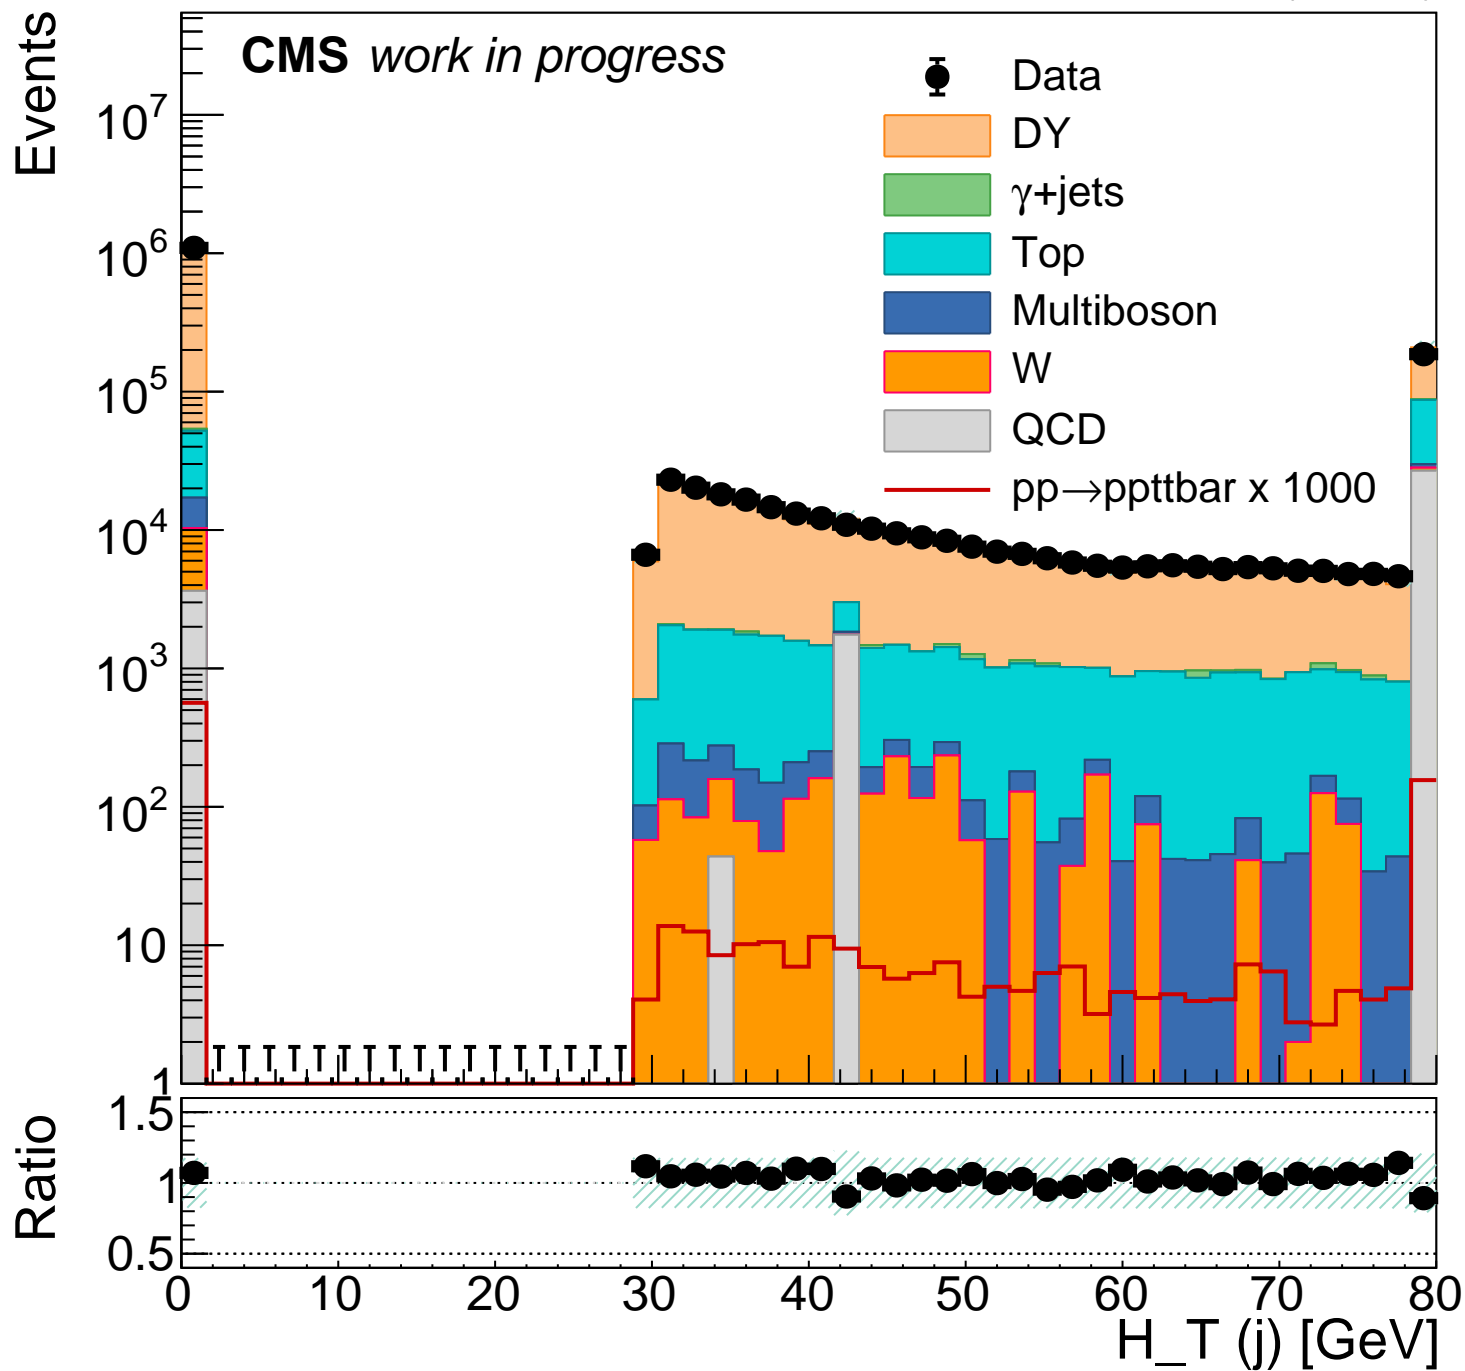 CMS work in progress
Events
10^7
10^6
10^5
10^4
10^3
10^2
10
1
Data
DY
γ+jets
Top
Multiboson
W
QCD
pp→ppttbar x 1000
Ratio
1.5
1
0.5
0 10 20 30 40 50 60 70 80
H_T (j) [GeV]